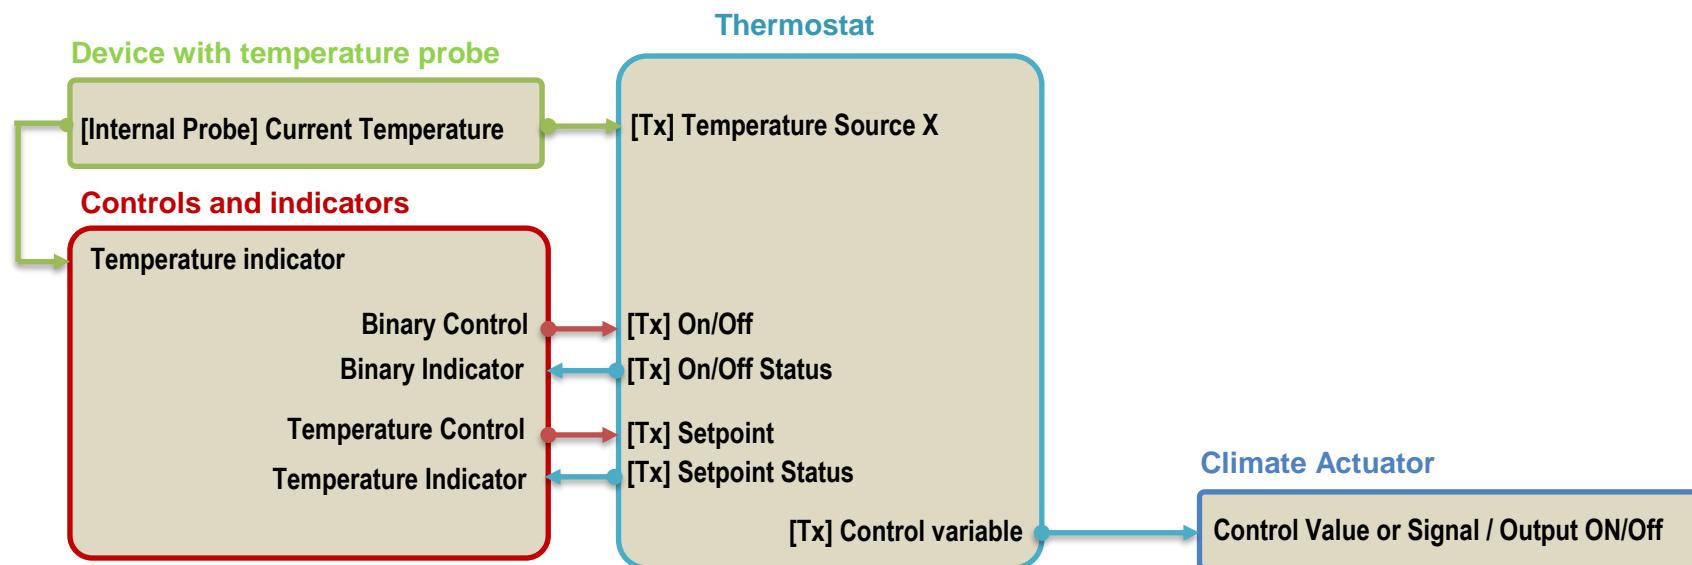 Thermostat
Device with temperature probe
[Internal Probe] Current Temperature
[Tx] Temperature Source X
Controls and indicators
Temperature indicator
Binary Control
[Tx] On/Off
Binary Indicator
[Tx] On/Off Status
Temperature Control
[Tx] Setpoint
Temperature Indicator
[Tx] Setpoint Status
Climate Actuator
[Tx] Control variable
Control Value or Signal / Output ON/Off